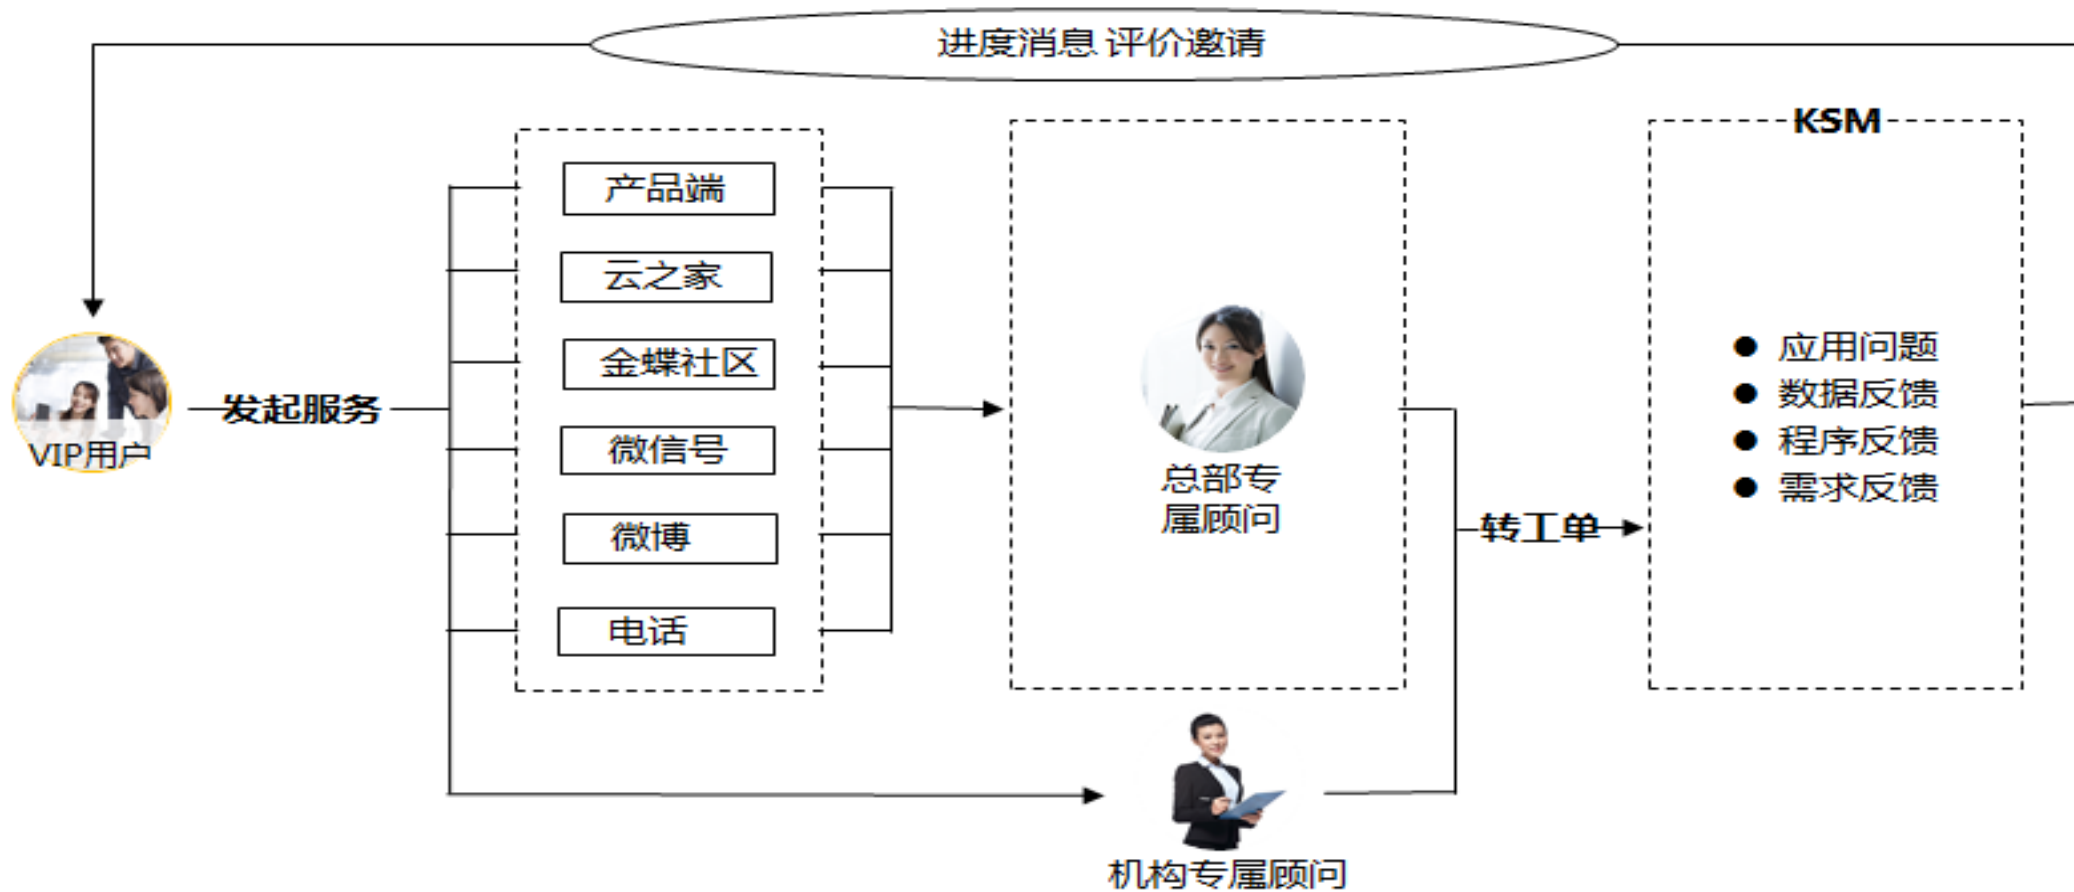 进度消息 评价邀请
VIP用户
发起服务
产品端
云之家
金蝶社区
微信号
微博
电话
总部专
属顾问
机构专属顾问
转工单
KSM
应用问题
数据反馈
程序反馈
需求反馈